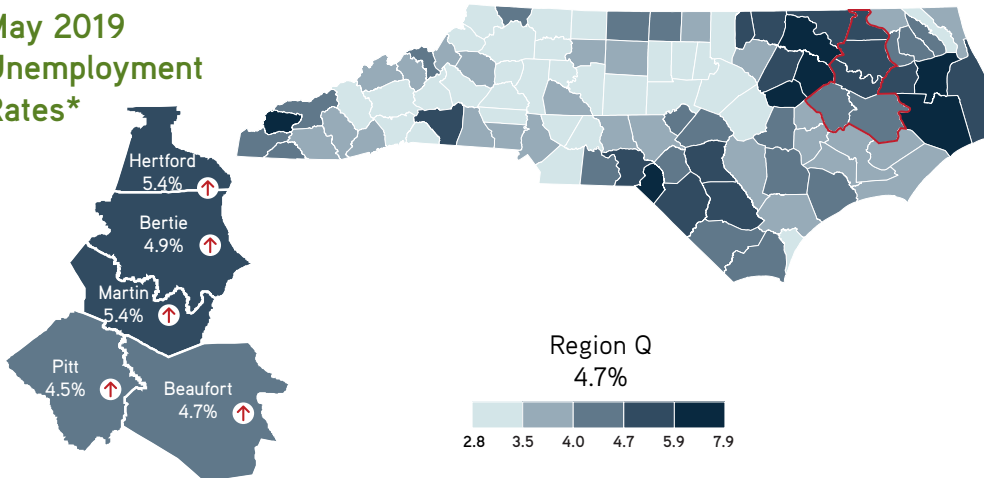 May 2019
Unemployment
Rates*
Hertford
5.4%
Bertie
4.9%
Martin
5.4%
Pitt
4.5%
Beaufort
4.7%
Region Q
4.7%
2.8 3.5 4.0 4.7 5.9 7.9